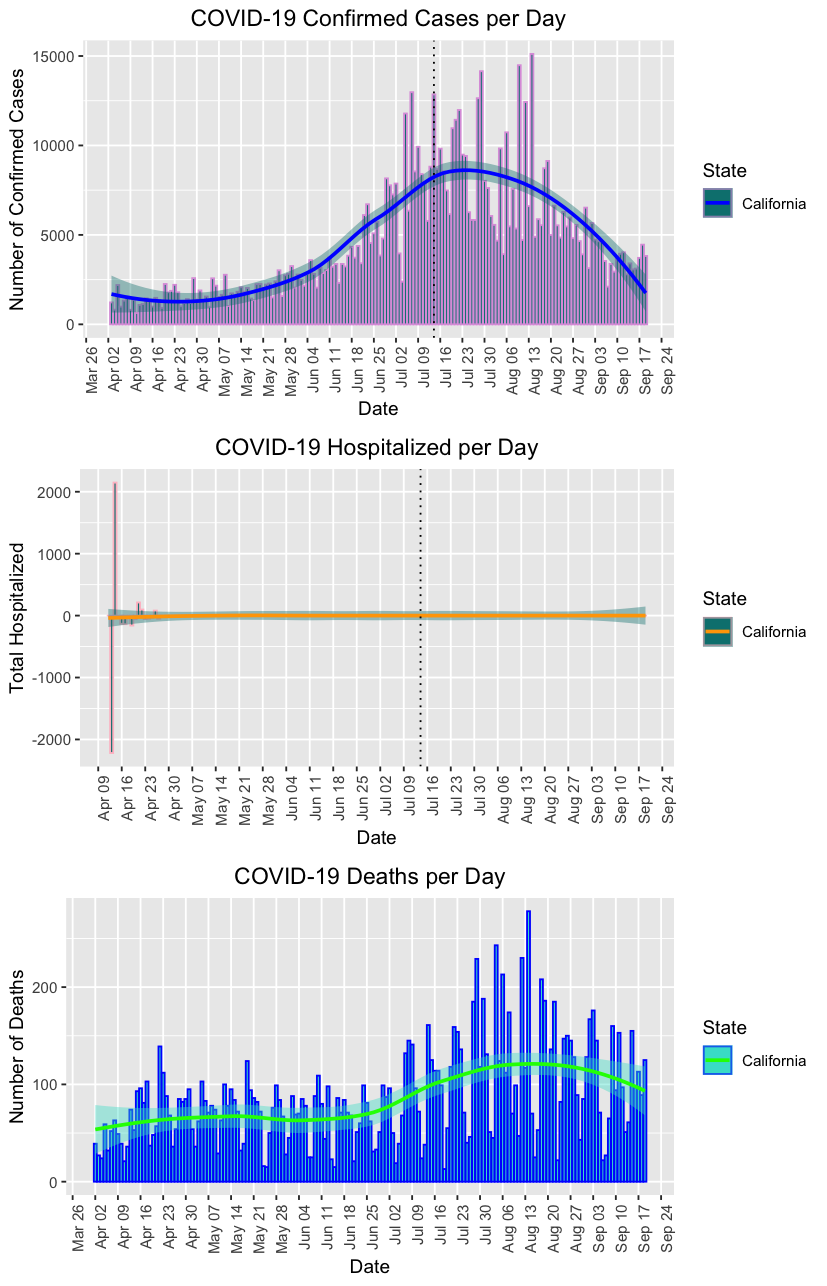 COVID-19 Confirmed Cases per Day
Number of Confirmed Cases
15000
10000
5000
0
Mar 26
Apr 02
Apr 09
Apr 16
Apr 23
Apr 30
May 07
May 14
May 21
May 28
Jun 04
Jun 11
Jun 18
Jun 25
Jul 02
Jul 09
Jul 16
Jul 23
Jul 30
Aug 06
Aug 13
Aug 20
Aug 27
Sep 03
Sep 10
Sep 17
Sep 24
Date
State
California
COVID-19 Hospitalized per Day
Total Hospitalized
2000
1000
0
-1000
-2000
Apr 09
Apr 16
Apr 23
Apr 30
May 07
May 14
May 21
May 28
Jun 04
Jun 11
Jun 18
Jun 25
Jul 02
Jul 09
Jul 16
Jul 23
Jul 30
Aug 06
Aug 13
Aug 20
Aug 27
Sep 03
Sep 10
Sep 17
Sep 24
Date
State
California
COVID-19 Deaths per Day
Number of Deaths
200
100
0
Mar 26
Apr 02
Apr 09
Apr 16
Apr 23
Apr 30
May 07
May 14
May 21
May 28
Jun 04
Jun 11
Jun 18
Jun 25
Jul 02
Jul 09
Jul 16
Jul 23
Jul 30
Aug 06
Aug 13
Aug 20
Aug 27
Sep 03
Sep 10
Sep 17
Sep 24
Date
State
California